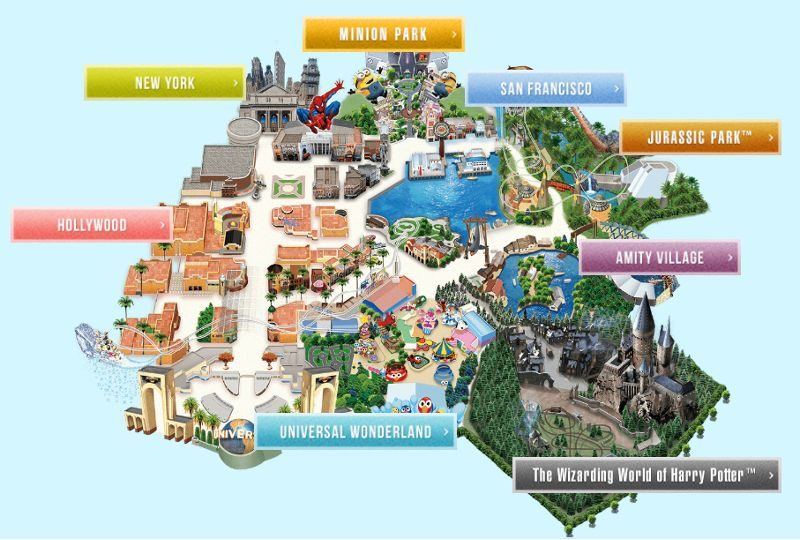 MINION PARK
NEW YORK
SAN FRANCISCO
JURASSIC PARK™
HOLLYWOOD
AMITY VILLAGE
UNIVERSAL WONDERLAND
UNIVER
The Wizarding World of Harry Potter™